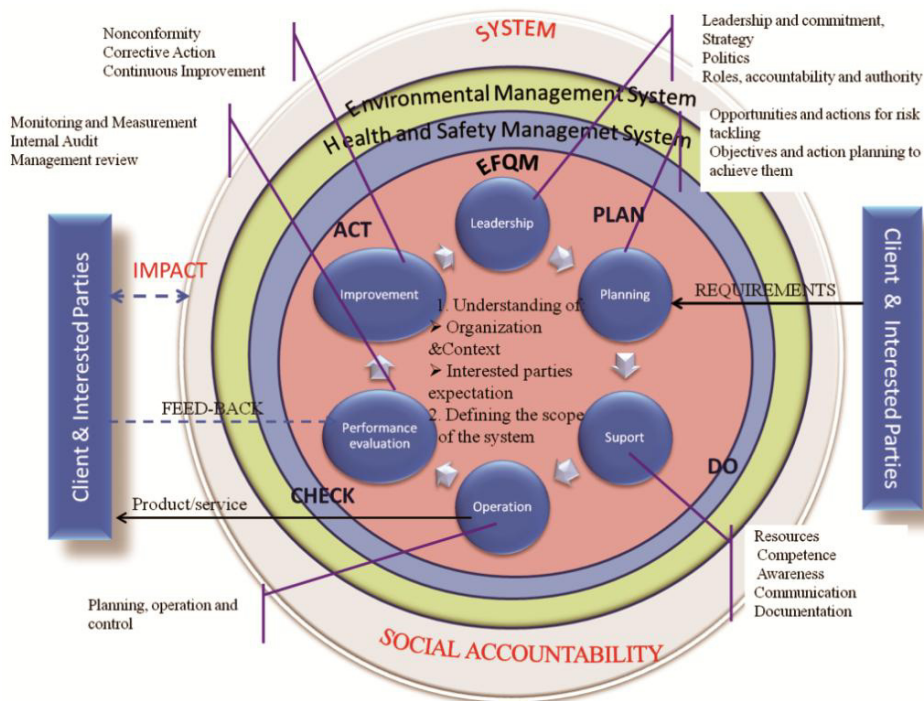 SYSTEM
Nonconformity
Corrective Action
Continuous Improvement
Leadership and commitment,
Strategy
Politics
Roles, accountability and authority
Monitoring and Measurement
Internal Audit
Management review
Environmental Management System
Health and Safety Managemet System
Opportunities and actions for risk
tackling
Objectives and action planning to
achieve them
EFQM
ACT
PLAN
Leadership
Client & Interested Parties
IMPACT
Improvement
Planning
REQUIREMENTS
Client & Interested Parties
1. Understanding of:
➢ Organization
&Context
➢ Interested parties
expectation
2. Defining the scope
of the system
FEED-BACK
Performance
evaluation
Suport
DO
CHECK
Product/service
Operation
Resources
Competence
Awareness
Communication
Documentation
Planning, operation and
control
SOCIAL ACCOUNTABILITY